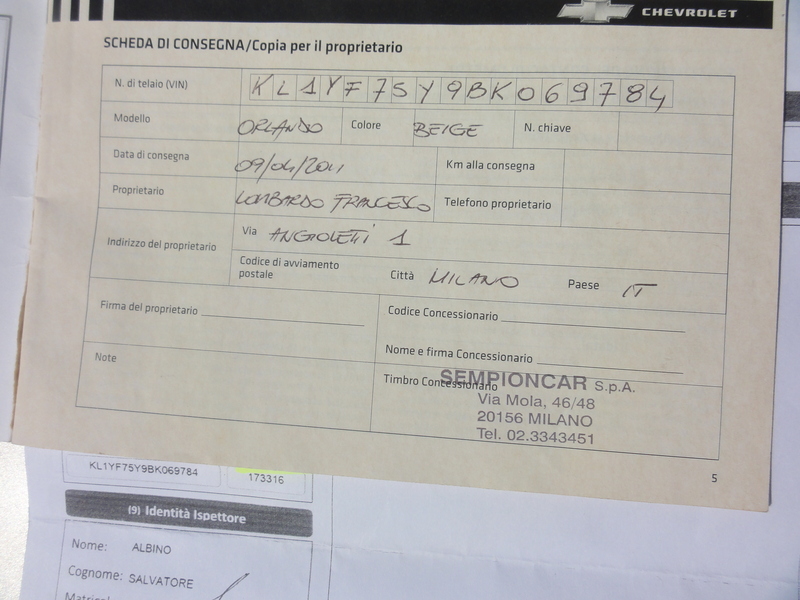 CHEVROLET
SCHEDA DI CONSEGNA/Copia per il proprietario
N. di telaio (VIN) KL1YF75Y9BK069784
Modello ORLANDO Colore BEIGE N. chiave
Data di consegna 09/04/2011 Km alla consegna
Proprietario LOMBARDO FRANCESCO Telefono proprietario
Indirizzo del proprietario Via ANGIOLETTI 1
Codice di avviamento postale Città MILANO Paese IT
Firma del proprietario Codice Concessionario
Nome e firma Concessionario
Note Timbro Concessionario
SEMPIONCAR S.p.A.
Via Mola, 46/48
20156 MILANO
Tel. 02.3343451
5
KL1YF75Y9BK069784 173316
(9) Identità Ispettore
Nome: ALBINO
Cognome: SALVATORE